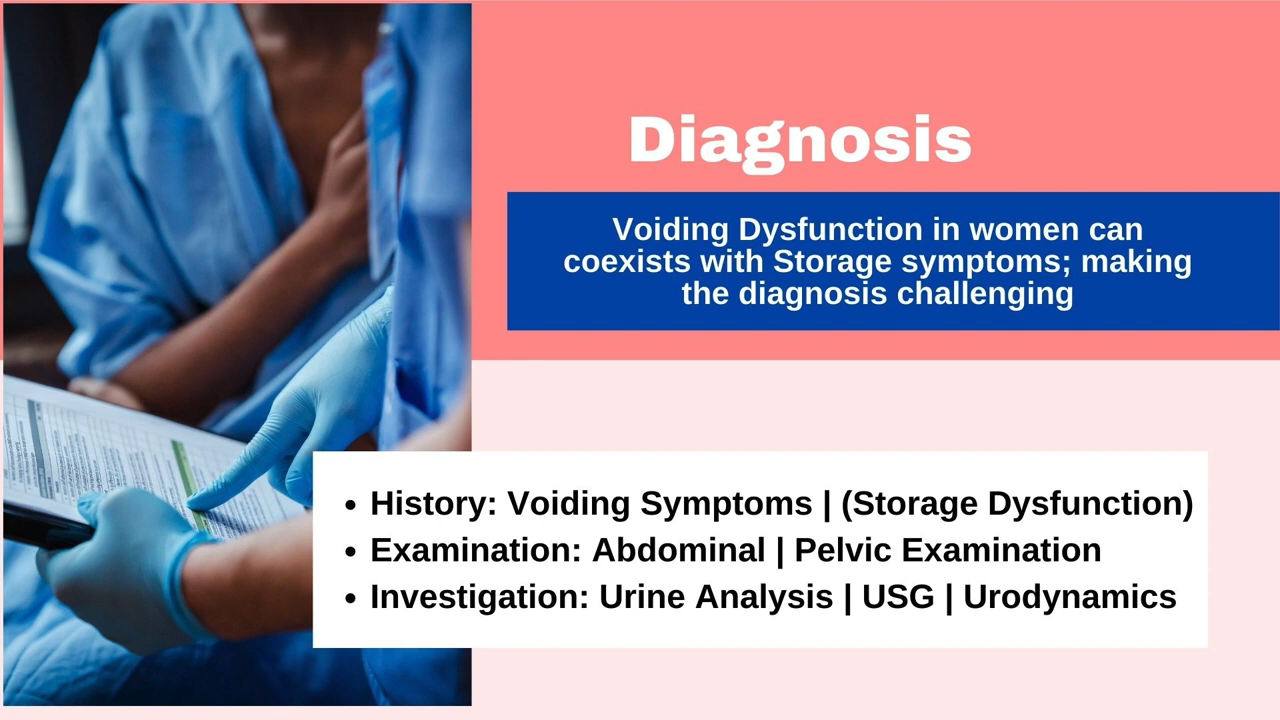 Diagnosis
Voiding Dysfunction in women can
coexists with Storage symptoms; making
the diagnosis challenging
• History: Voiding Symptoms | (Storage Dysfunction)
• Examination: Abdominal | Pelvic Examination
• Investigation: Urine Analysis | USG | Urodynamics